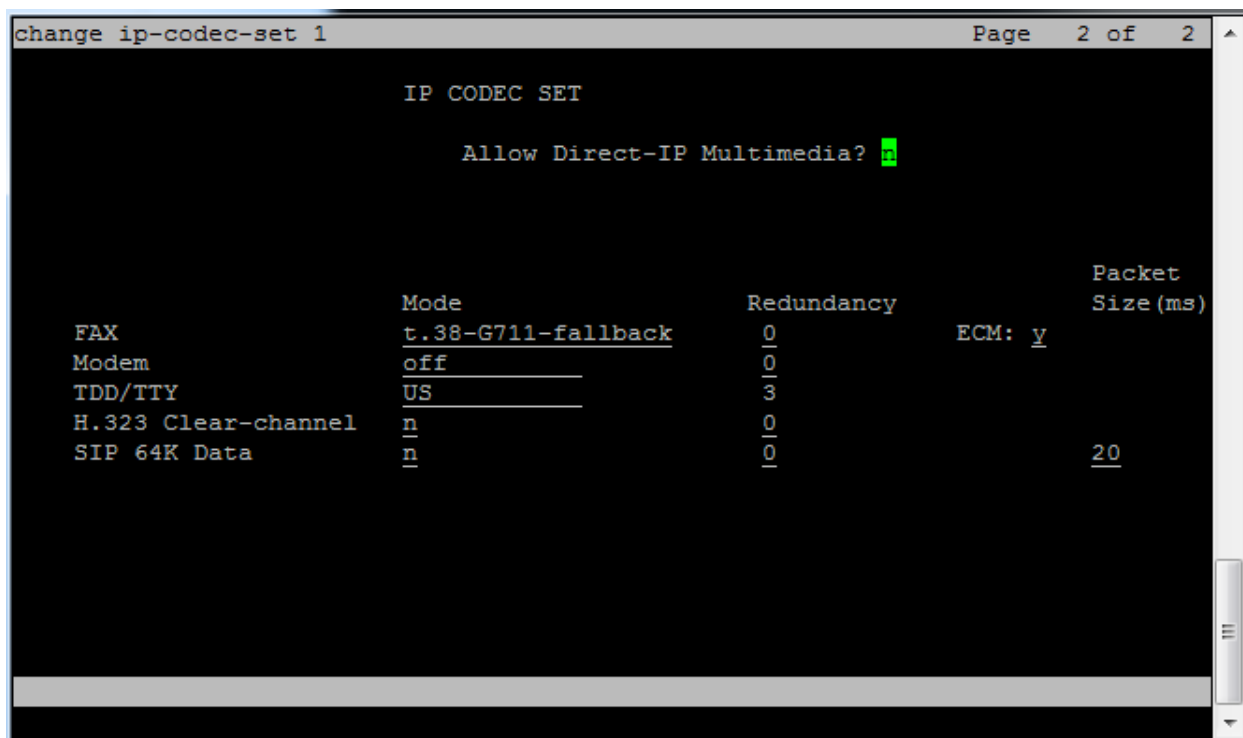 change ip-codec-set 1 Page 2 of 2
IP CODEC SET
Allow Direct-IP Multimedia? n
Packet
Mode Redundancy Size(ms)
FAX t.38-G711-fallback 0 ECM: y
Modem off 0
TDD/TTY US 3
H.323 Clear-channel n 0
SIP 64K Data n 0 20